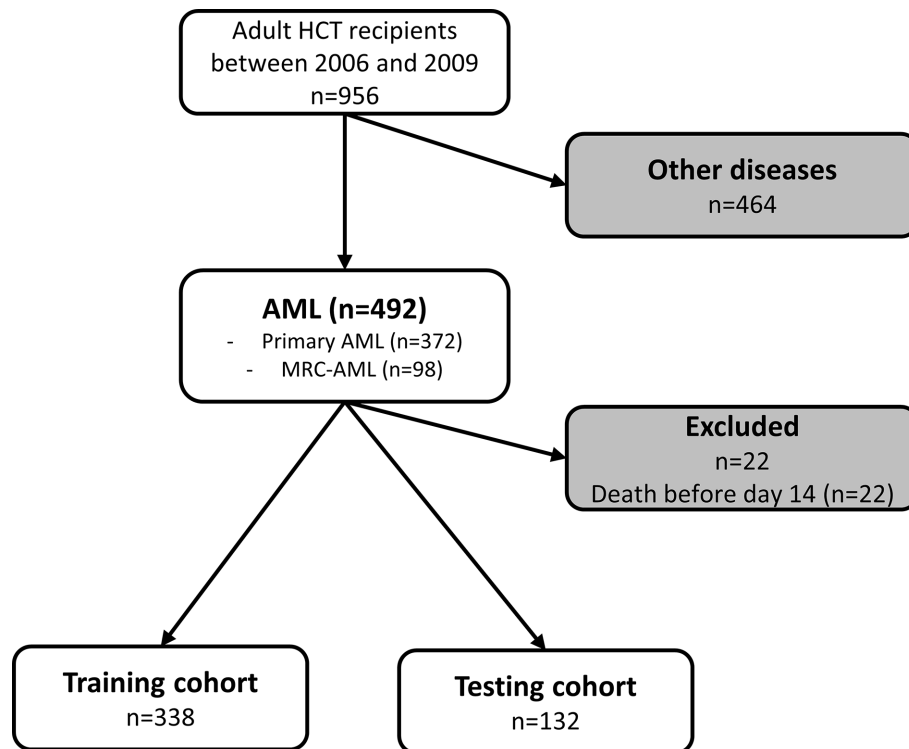 Adult HCT recipients
between 2006 and 2009
n=956
Other diseases
n=464
AML (n=492)
- Primary AML (n=372)
- MRC-AML (n=98)
Excluded
n=22
Death before day 14 (n=22)
Training cohort
n=338
Testing cohort
n=132